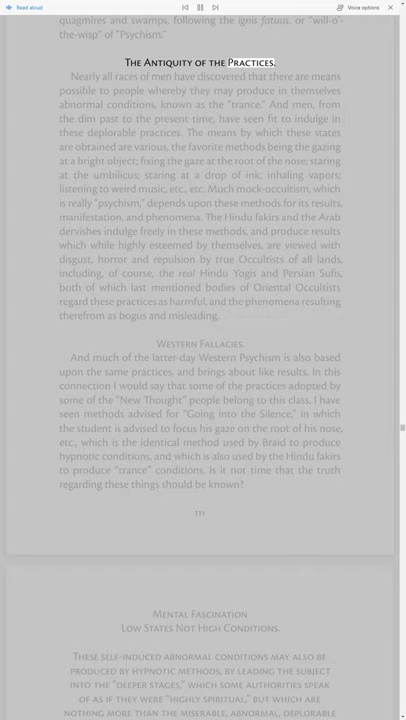 Read aloud
Voice options
quagmires and swamps, following the ignis fatuus. or “will-o’-
the-wisp” of “Psychism.”
The Antiquity of the Practices.
Nearly all races of men have discovered that there are means
possible to people whereby they may produce in themselves
abnormal conditions, known as the “trance.” And men, from
the dim past to the present time, have seen fit to indulge in
these deplorable practices. The means by which these states
are obtained are various, the favorite methods being the gazing
at a bright object; fixing the gaze at the root of the nose; staring
at the umbilicus; staring at a drop of ink; inhaling vapors;
listening to weird music, etc., etc. Much mock-occultism, which
is really “psychism,” depends upon these methods for its results,
manifestation, and phenomena. The Hindu fakirs and the Arab
dervishes indulge freely in these methods, and produce results
which while highly esteemed by themselves, are viewed with
disgust, horror and repulsion by true Occultists of all lands,
including, of course, the real Hindu Yogis and Persian Sufis,
both of which last mentioned bodies of Oriental Occultists
regard these practices as harmful, and the phenomena resulting
therefrom as bogus and misleading.
Western Fallacies.
And much of the latter-day Western Psychism is also based
upon the same practices, and brings about like results. In this
connection I would say that some of the practices adopted by
some of the “New Thought” people belong to this class. I have
seen methods advised for “Going into the Silence,” in which
the student is advised to focus his gaze on the root of his nose,
etc., which is the identical method used by Braid to produce
hypnotic conditions, and which is also used by the Hindu fakirs
to produce “trance” conditions. Is it not time that the truth
regarding these things should be known?
111
Mental Fascination
Low States Not High Conditions.
These self-induced abnormal conditions may also be
produced by hypnotic methods, by leading the subject
into the “deeper stages,” which some authorities speak
of as if they were “highly spiritual,” but which are
nothing more than the miserable, abnormal, deplorable